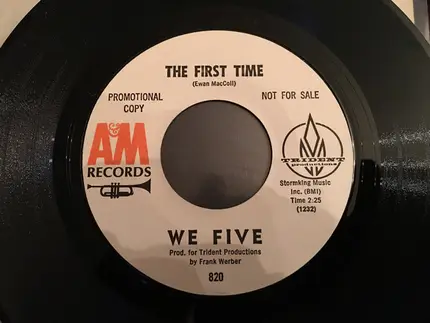 THE FIRST TIME
(Ewan MacColl)
PROMOTIONAL
COPY
NOT FOR SALE
A&M
RECORDS
TRIDENT
productions
Stormking Music
Inc. (BMI)
Time 2:25
(1232)
WE FIVE
Prod. for Trident Productions
by Frank Werber
820